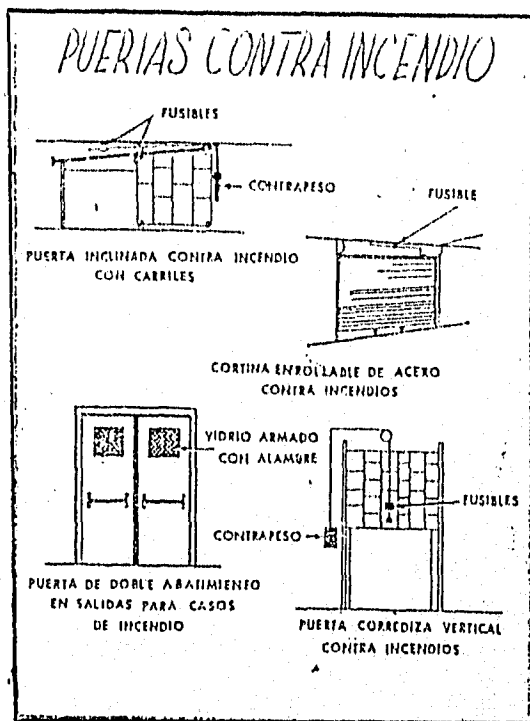 PUERTAS CONTRA INCENDIO
FUSIBLES
CONTRAPESO
PUERTA INCLINADA CONTRA INCENDIO
CON CARRILES
FUSIBLE
CORTINA ENROLLABLE DE ACERO
CONTRA INCENDIOS
VIDRIO ARMADO
CON ALAMBRE
CONTRAPESO
FUSIBLES
PUERTA DE DOBLE ABATIMIENTO
EN SALIDAS PARA CASOS
DE INCENDIO
PUERTA CORREDIZA VERTICAL
CONTRA INCENDIOS